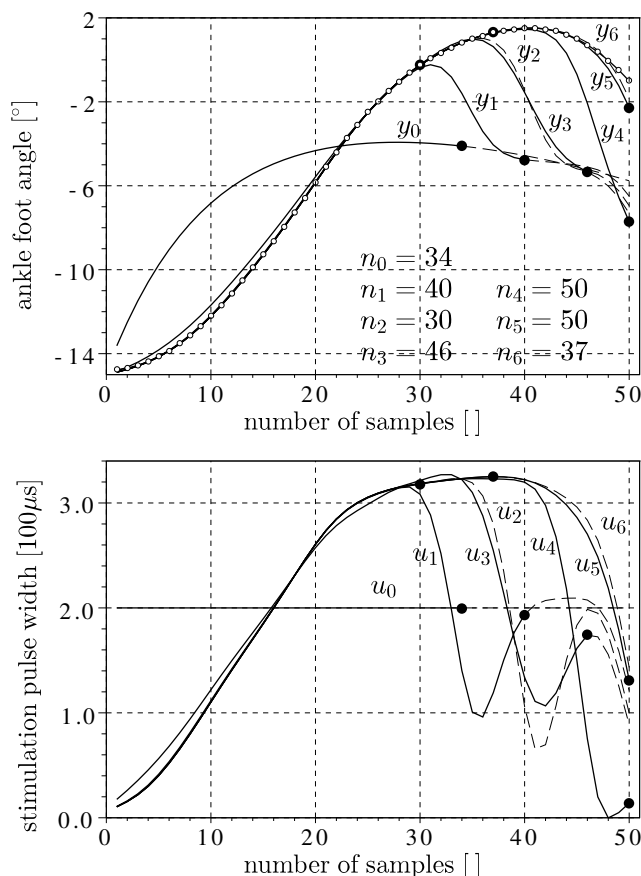 2
-2
-6
-10
-14
ankle foot angle [°]
y₀
y₁
y₂
y₃
y₄
y₅
y₆
n₀ = 34
n₁ = 40 n₄ = 50
n₂ = 30 n₅ = 50
n₃ = 46 n₆ = 37
0 10 20 30 40 50
number of samples [ ]
3.0
2.0
1.0
0.0
stimulation pulse width [100μs]
u₀
u₁
u₂
u₃
u₄
u₅
u₆
0 10 20 30 40 50
number of samples [ ]